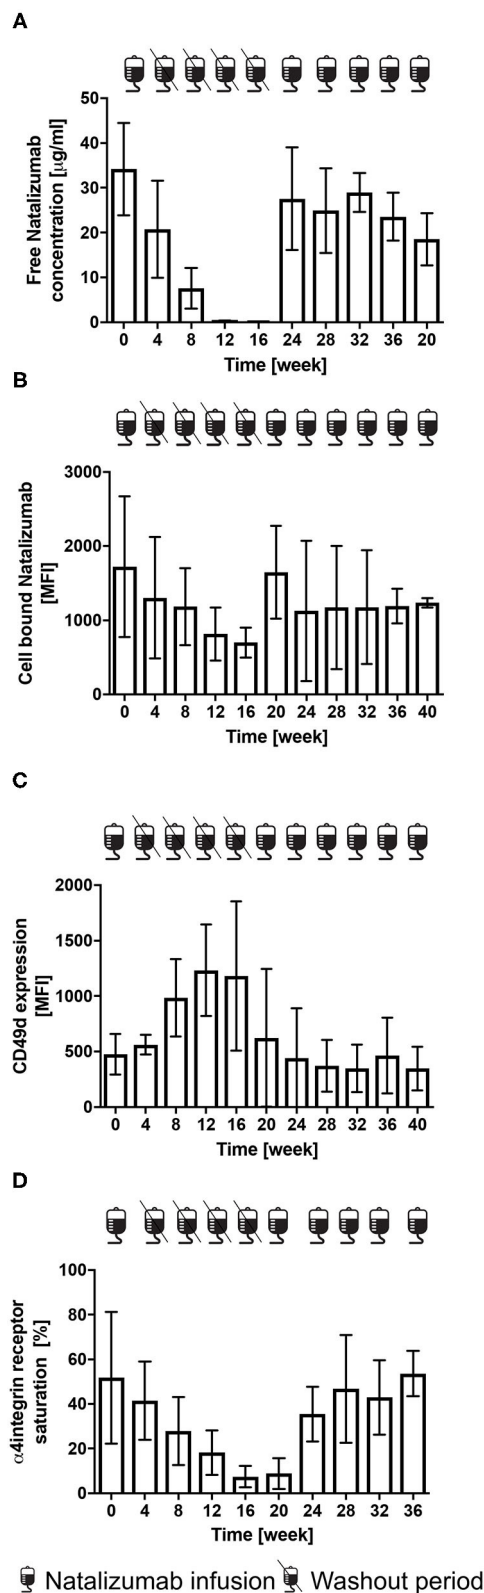 A
Free Natalizumab
concentration [μg/ml]
50
40
30
20
10
0
0 4 8 12 16 24 28 32 36 20
Time [week]
B
Cell bound Natalizumab
[MFI]
3000
2000
1000
0
0 4 8 12 16 20 24 28 32 36 40
Time [week]
C
CD49d expression
[MFI]
2000
1500
1000
500
0
0 4 8 12 16 20 24 28 32 36 40
Time [week]
D
α4integrin receptor
saturation [%]
100
80
60
40
20
0
0 4 8 12 16 20 24 28 32 36
Time [week]
Natalizumab infusion Washout period